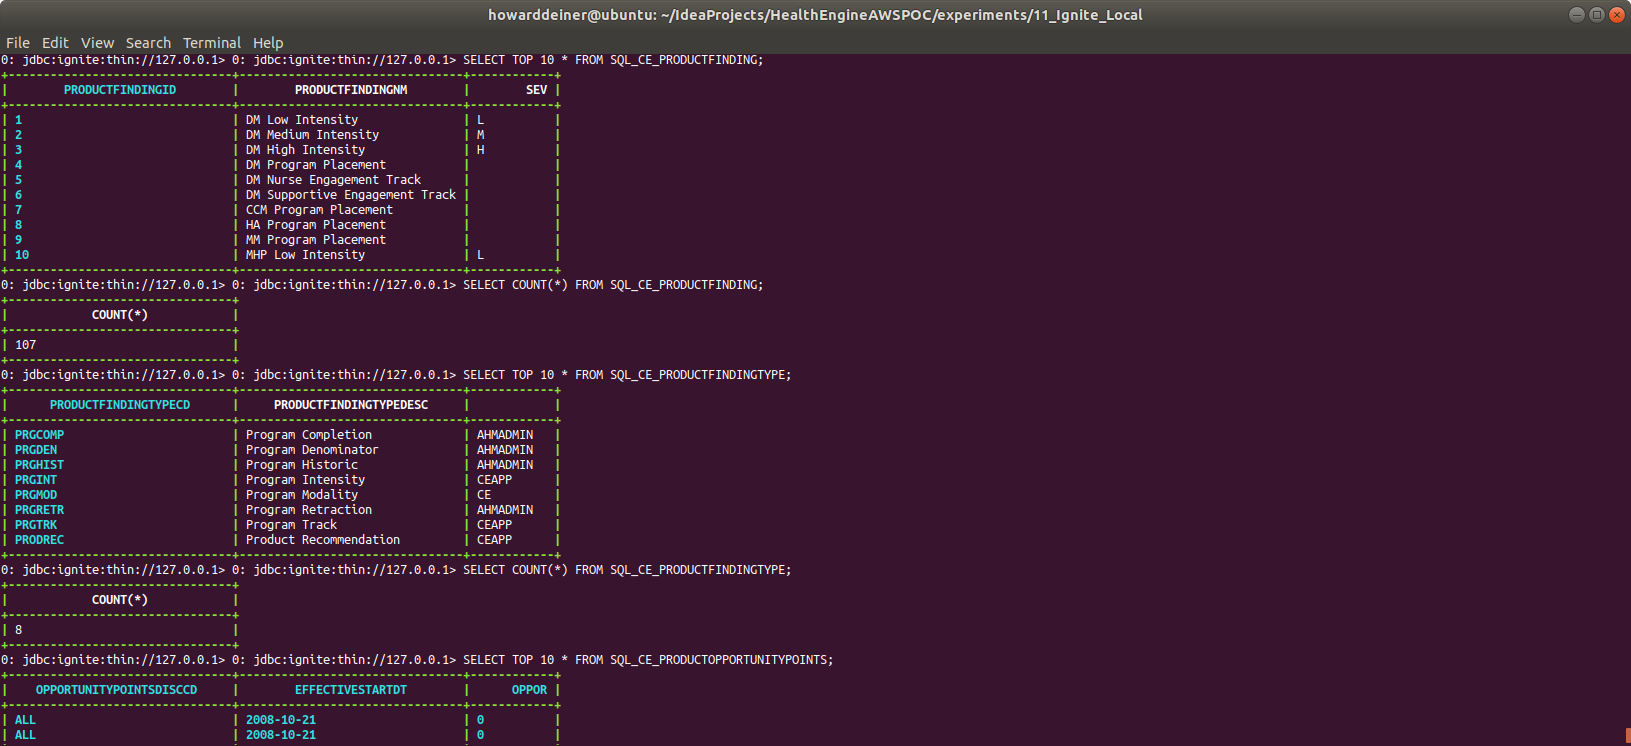 howarddeiner@ubuntu: ~/IdeaProjects/HealthEngineAWSPOC/experiments/11_Ignite_Local
File Edit View Search Terminal Help
0: jdbc:ignite:thin://127.0.0.1> 0: jdbc:ignite:thin://127.0.0.1> SELECT TOP 10 * FROM SQL_CE_PRODUCTFINDING;
+--------------------------------+--------------------------------+------------+
|        PRODUCTFINDINGID        |        PRODUCTFINDINGNM        |        SEV |
+--------------------------------+--------------------------------+------------+
| 1                              | DM Low Intensity               | L          |
| 2                              | DM Medium Intensity            | M          |
| 3                              | DM High Intensity              | H          |
| 4                              | DM Program Placement           |            |
| 5                              | DM Nurse Engagement Track      |            |
| 6                              | DM Supportive Engagement Track |            |
| 7                              | CCM Program Placement          |            |
| 8                              | HA Program Placement           |            |
| 9                              | MM Program Placement           |            |
| 10                             | MHP Low Intensity              | L          |
+--------------------------------+--------------------------------+------------+
0: jdbc:ignite:thin://127.0.0.1> 0: jdbc:ignite:thin://127.0.0.1> SELECT COUNT(*) FROM SQL_CE_PRODUCTFINDING;
+--------------------------------+
|            COUNT(*)            |
+--------------------------------+
| 107                            |
+--------------------------------+
0: jdbc:ignite:thin://127.0.0.1> 0: jdbc:ignite:thin://127.0.0.1> SELECT TOP 10 * FROM SQL_CE_PRODUCTFINDINGTYPE;
+--------------------------------+--------------------------------+------------+
|      PRODUCTFINDINGTYPECD      |     PRODUCTFINDINGTYPEDESC     |            |
+--------------------------------+--------------------------------+------------+
| PRGCOMP                        | Program Completion             | AHMADMIN   |
| PRGDEN                         | Program Denominator            | AHMADMIN   |
| PRGHIST                        | Program Historic               | AHMADMIN   |
| PRGINT                         | Program Intensity              | CEAPP      |
| PRGMOD                         | Program Modality               | CE         |
| PRGRETR                        | Program Retraction             | AHMADMIN   |
| PRGTRK                         | Program Track                  | CEAPP      |
| PRODREC                        | Product Recommendation         | CEAPP      |
+--------------------------------+--------------------------------+------------+
0: jdbc:ignite:thin://127.0.0.1> 0: jdbc:ignite:thin://127.0.0.1> SELECT COUNT(*) FROM SQL_CE_PRODUCTFINDINGTYPE;
+--------------------------------+
|            COUNT(*)            |
+--------------------------------+
| 8                              |
+--------------------------------+
0: jdbc:ignite:thin://127.0.0.1> 0: jdbc:ignite:thin://127.0.0.1> SELECT TOP 10 * FROM SQL_CE_PRODUCTOPPORTUNITYPOINTS;
+--------------------------------+--------------------------------+------------+
|    OPPORTUNITYPOINTSDISCCD     |        EFFECTIVESTARTDT        |      OPPOR |
+--------------------------------+--------------------------------+------------+
| ALL                            | 2008-10-21                     | 0          |
| ALL                            | 2008-10-21                     | 0          |